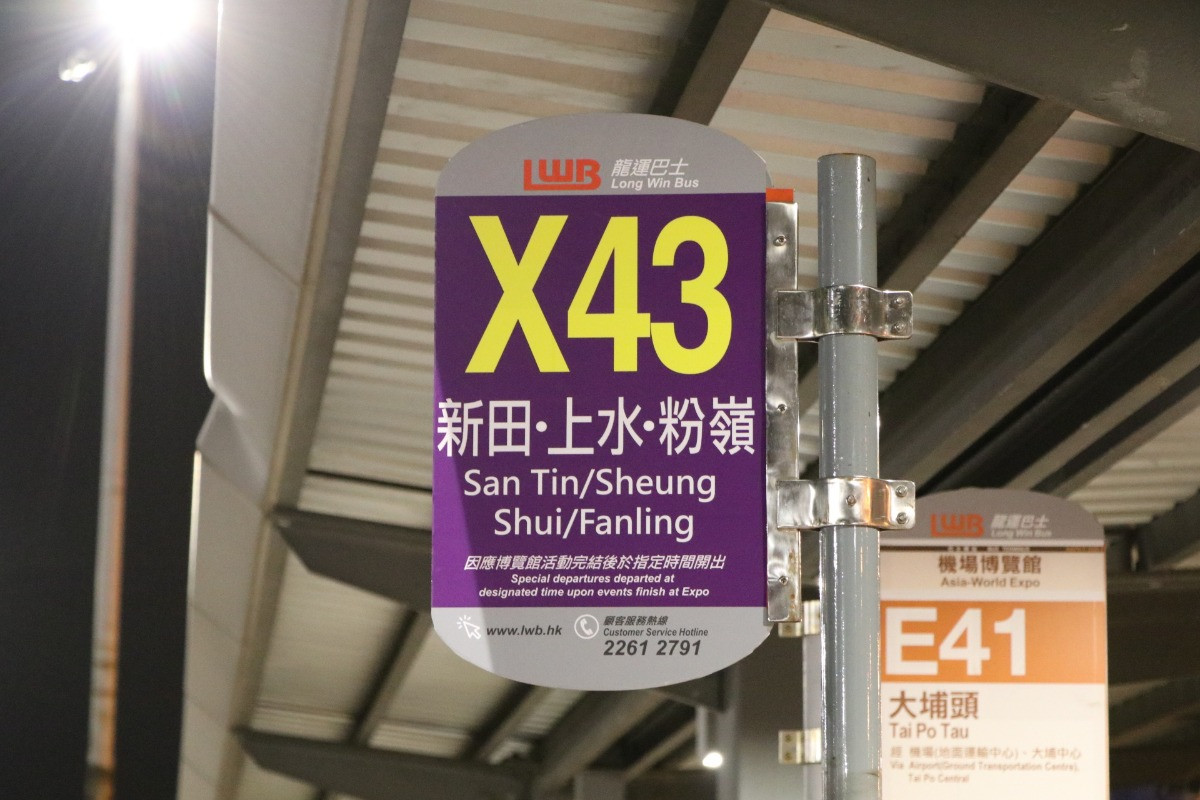 LWB 龍運巴士
Long Win Bus
X43
新田·上水·粉嶺
San Tin/Sheung
Shui/Fanling
因應博覽館活動完結後於指定時間開出
Special departures departed at
designated time upon events finish at Expo
www.lwb.hk
顧客服務熱線
Customer Service Hotline
2261 2791
LWB 龍運巴士
Long Win Bus
機場博覽館
Asia-World Expo
E41
大埔頭
Tai Po Tau
經 機場(地面運輸中心)、大埔中心
Via Airport(Ground Transportation Centre),
Tai Po Central